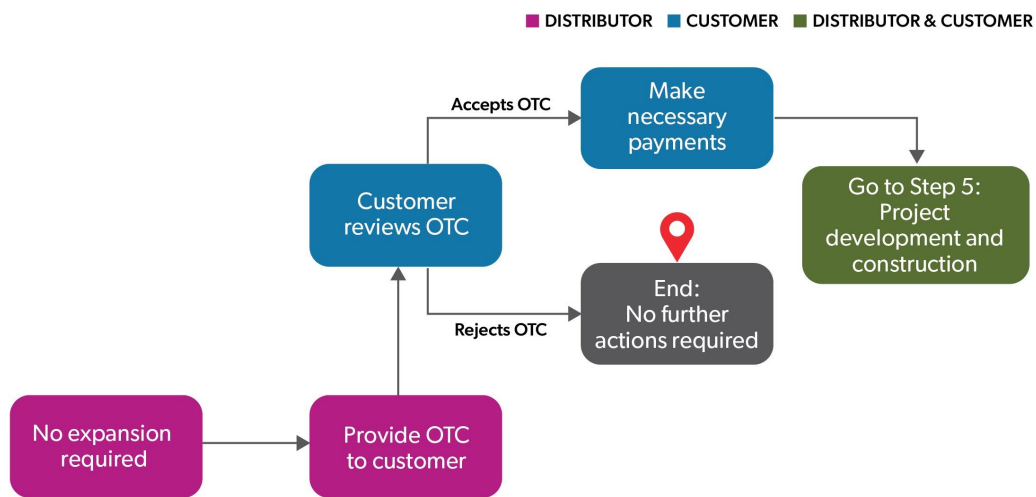 DISTRIBUTOR CUSTOMER DISTRIBUTOR & CUSTOMER
Accepts OTC
Make
necessary
payments
Go to Step 5:
Project
development and
construction
Customer
reviews OTC
Rejects OTC
End:
No further
actions required
No expansion
required
Provide OTC
to customer